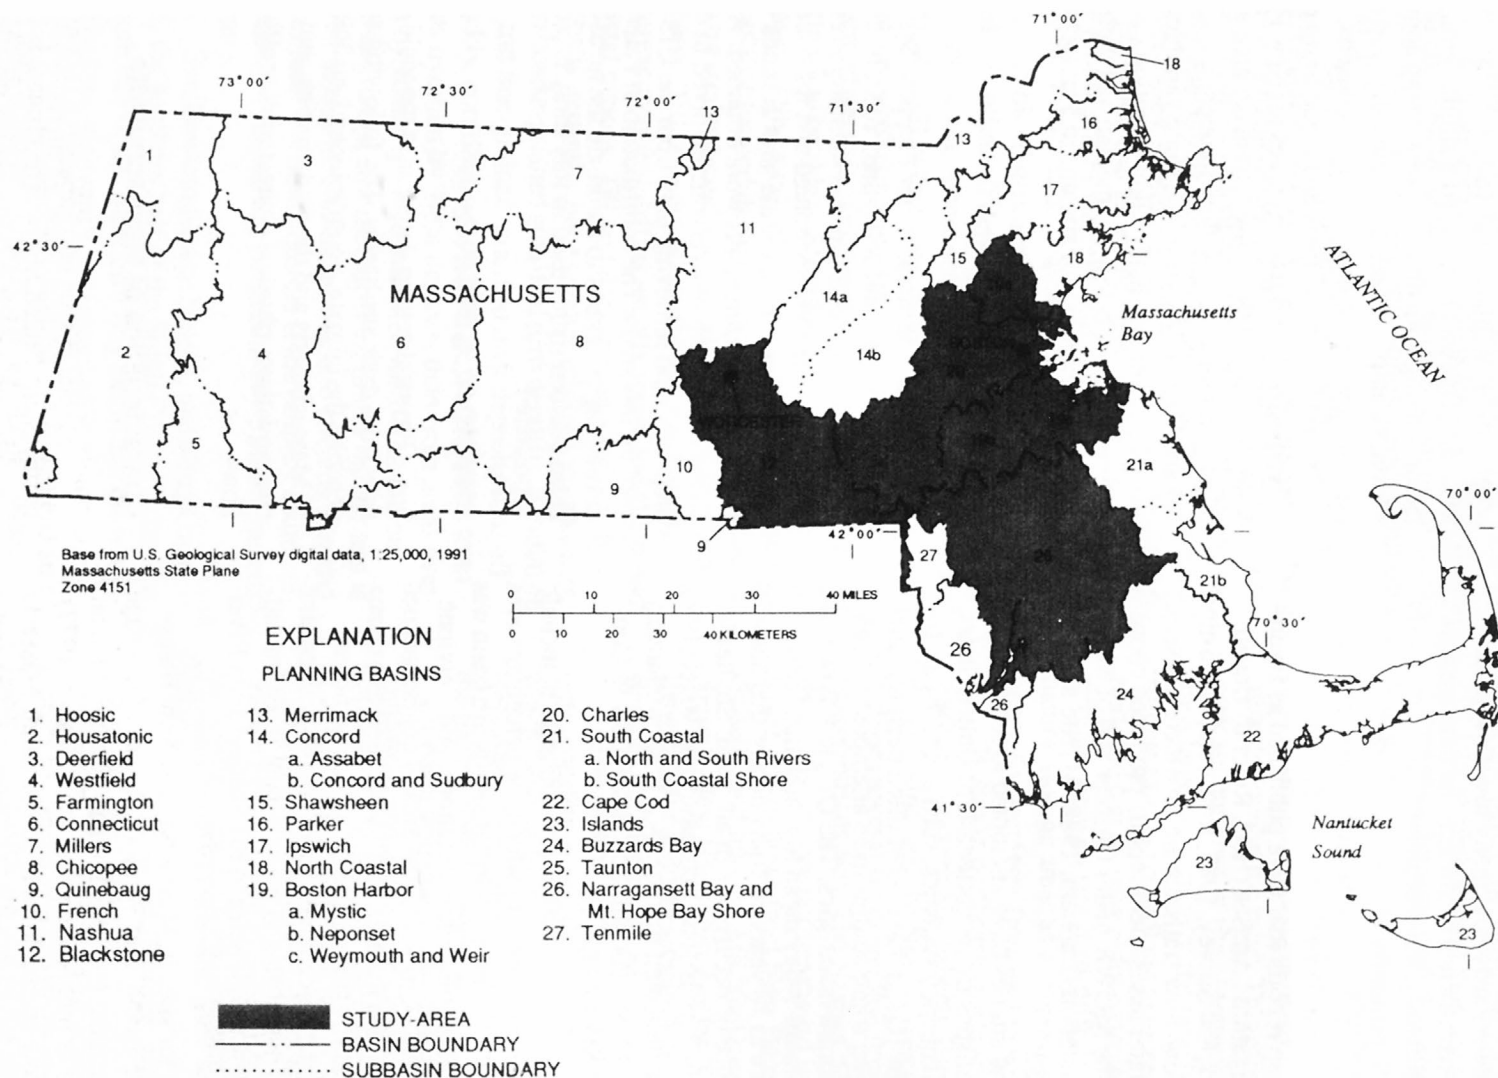 71°00'
18
73°00'
72°30'
72°00'
71°30'
13
13
16
1
3
7
17
11
42°30'
15
18
ATLANTIC OCEAN
MASSACHUSETTS
14a
Massachusetts
Bay
2
4
6
8
14b
BOSTON
WORCESTER
5
10
21a
9
70°00'
9
42°00'
27
Base from U.S. Geological Survey digital data, 1:25,000, 1991
Massachusetts State Plane
Zone 4151
21b
0 10 20 30 40 MILES
0 10 20 30 40 KILOMETERS
70°30'
26
26
24
22
41°30'
Nantucket
Sound
23
23
EXPLANATION
PLANNING BASINS
1. Hoosic
2. Housatonic
3. Deerfield
4. Westfield
5. Farmington
6. Connecticut
7. Millers
8. Chicopee
9. Quinebaug
10. French
11. Nashua
12. Blackstone
13. Merrimack
14. Concord
a. Assabet
b. Concord and Sudbury
15. Shawsheen
16. Parker
17. Ipswich
18. North Coastal
19. Boston Harbor
a. Mystic
b. Neponset
c. Weymouth and Weir
20. Charles
21. South Coastal
a. North and South Rivers
b. South Coastal Shore
22. Cape Cod
23. Islands
24. Buzzards Bay
25. Taunton
26. Narragansett Bay and
Mt. Hope Bay Shore
27. Tenmile
STUDY-AREA
BASIN BOUNDARY
SUBBASIN BOUNDARY